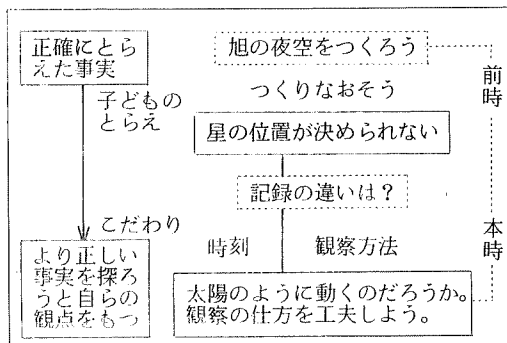 正確にとら
えた事実
子どもの
とらえ
こだわり
より正しい
事実を探ろ
うと自らの
観点をもつ
旭の夜空をつくろう
つくりなおそう
星の位置が決められない
記録の違いは？
時刻　観察方法
太陽のように動くのだろうか。
観察の仕方を工夫しよう。
前時
本時